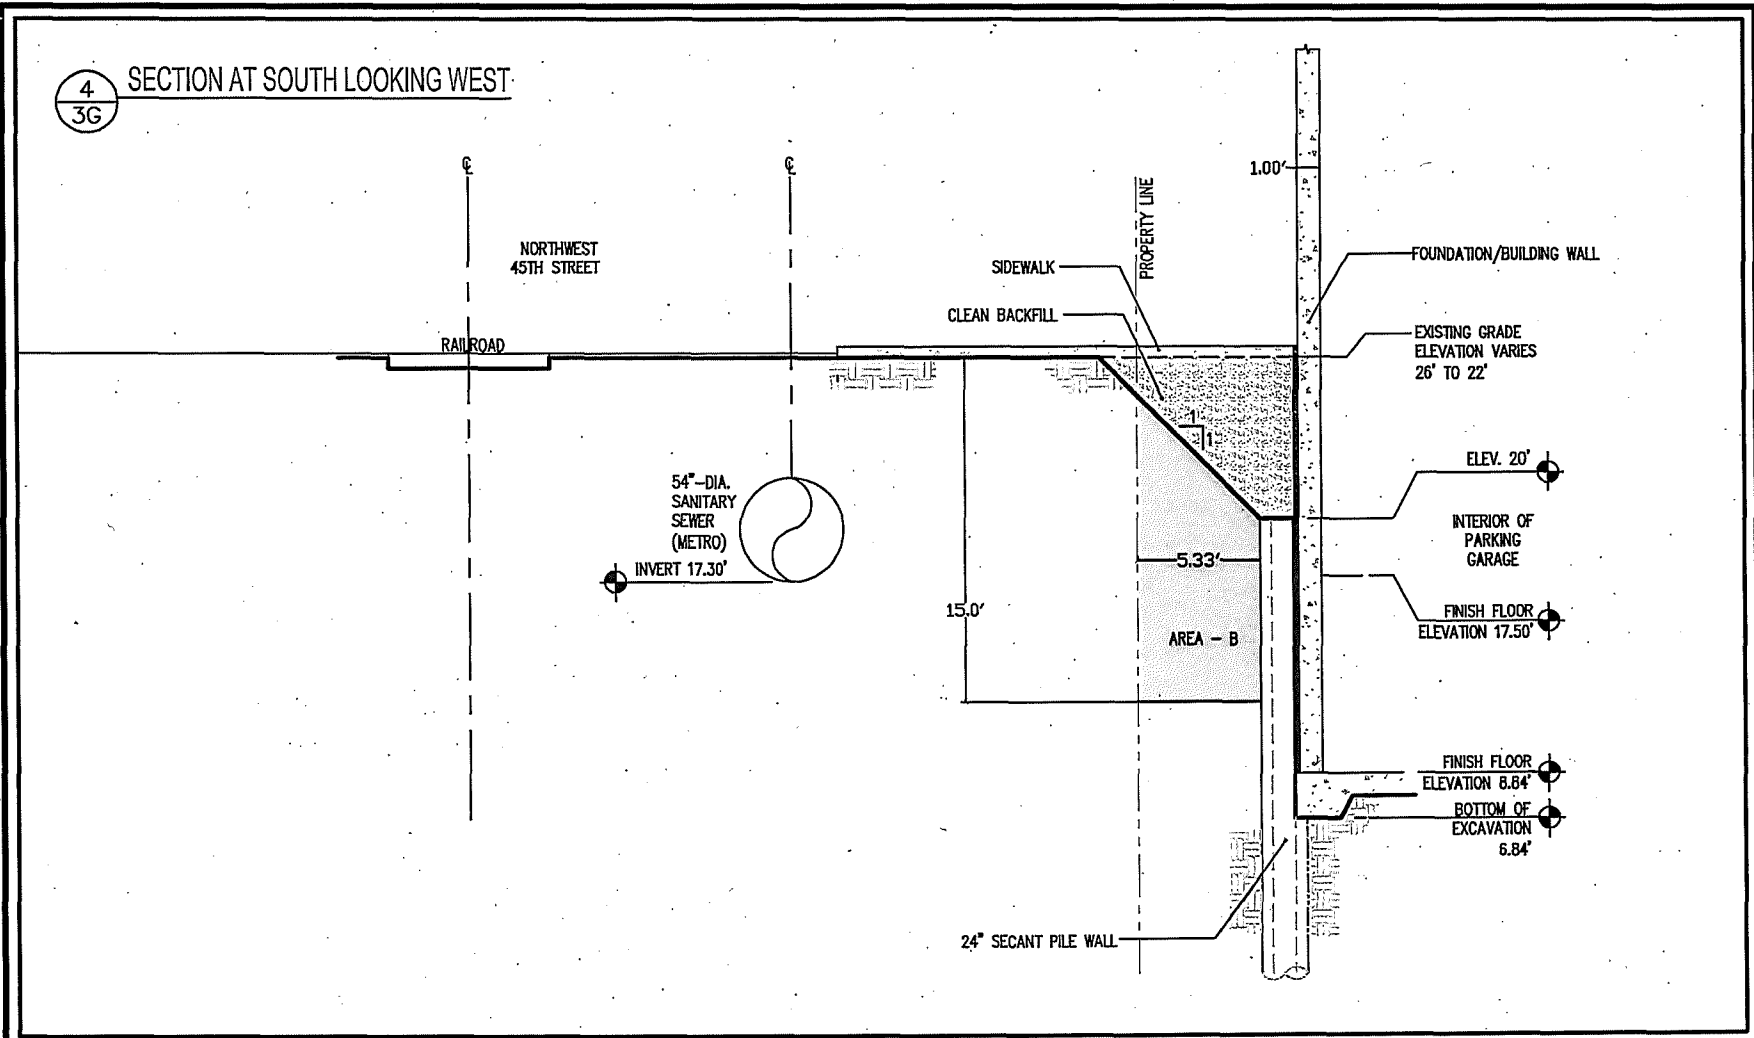 4
3G
SECTION AT SOUTH LOOKING WEST
℄
℄
1.00'
PROPERTY LINE
NORTHWEST
45TH STREET
SIDEWALK
FOUNDATION/BUILDING WALL
CLEAN BACKFILL
RAILROAD
EXISTING GRADE
ELEVATION VARIES
26' TO 22'
1
1
ELEV. 20'
54"-DIA.
SANITARY
SEWER
(METRO)
INVERT 17.30'
INTERIOR OF
PARKING
GARAGE
5.33'
15.0'
AREA - B
FINISH FLOOR
ELEVATION 17.50'
FINISH FLOOR
ELEVATION 8.84'
BOTTOM OF
EXCAVATION
6.84'
24" SECANT PILE WALL